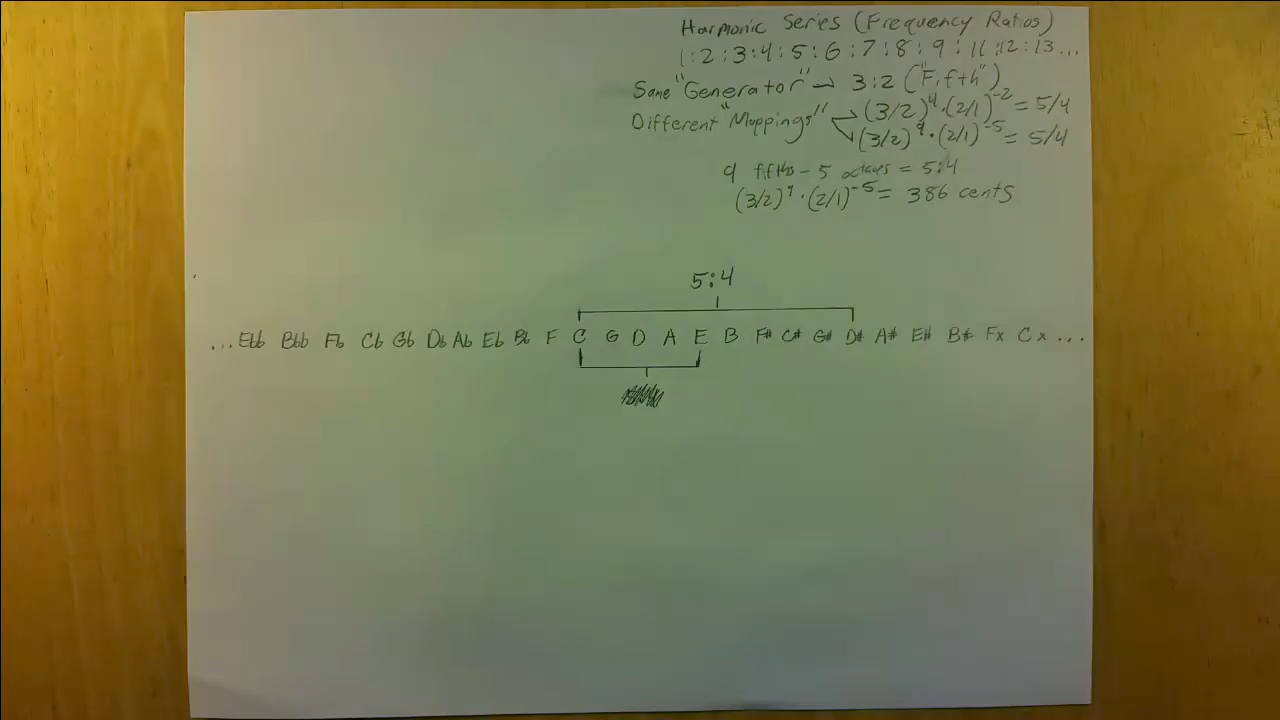 Harmonic Series (Frequency Ratios)
1:2:3:4:5:6:7:8:9:11:12:13...
Same "Generator" → 3:2 ("Fifth")
Different "Mappings" (3/2)^4·(2/1)^-2 = 5/4
(3/2)^9·(2/1)^-5 = 5/4
9 fifths - 5 octaves = 5:4
(3/2)^9·(2/1)^-5 = 386 cents
5:4
...Ebb Bbb Fb Cb Gb Db Ab Eb Bb F C G D A E B F# C# G# D# A# E# B# Fx Cx...